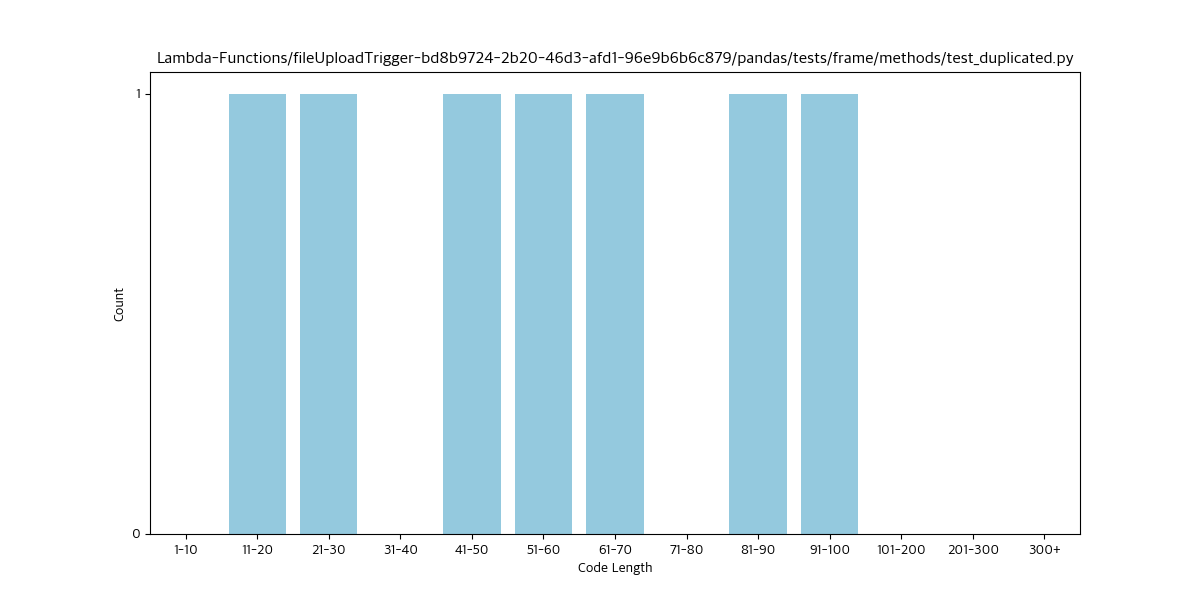 Lambda-Functions/fileUploadTrigger-bd8b9724-2b20-46d3-afd1-96e9b6b6c879/pandas/tests/frame/methods/test_duplicated.py
1
Count
0
1-10 11-20 21-30 31-40 41-50 51-60 61-70 71-80 81-90 91-100 101-200 201-300 300+
Code Length